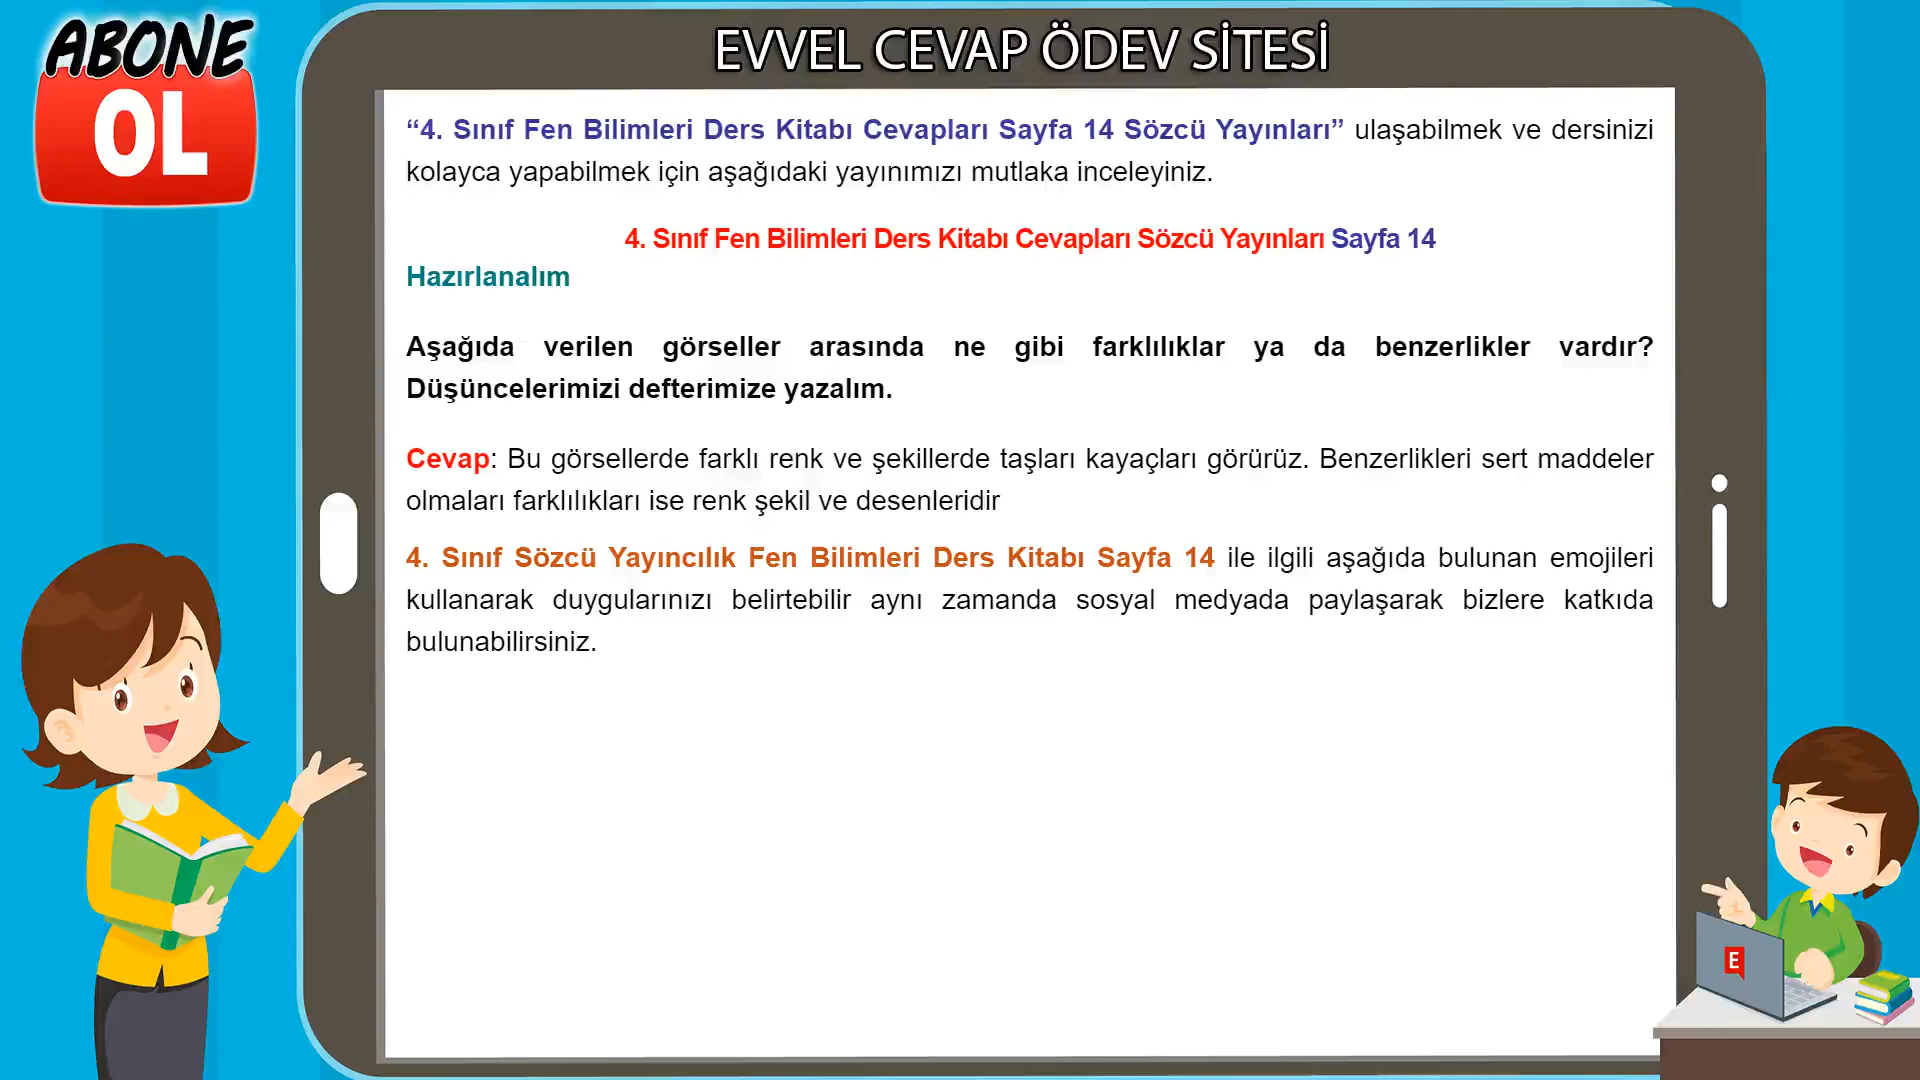 ABONE
OL
EVVEL CEVAP ÖDEV SİTESİ
“4. Sınıf Fen Bilimleri Ders Kitabı Cevapları Sayfa 14 Sözcü Yayınları” ulaşabilmek ve dersinizi
kolayca yapabilmek için aşağıdaki yayınımızı mutlaka inceleyiniz.
4. Sınıf Fen Bilimleri Ders Kitabı Cevapları Sözcü Yayınları Sayfa 14
Hazırlanalım
Aşağıda verilen görseller arasında ne gibi farklılıklar ya da benzerlikler vardır?
Düşüncelerimizi defterimize yazalım.
Cevap: Bu görsellerde farklı renk ve şekillerde taşları kayaçları görürüz. Benzerlikleri sert maddeler
olmaları farklılıkları ise renk şekil ve desenleridir
4. Sınıf Sözcü Yayıncılık Fen Bilimleri Ders Kitabı Sayfa 14 ile ilgili aşağıda bulunan emojileri
kullanarak duygularınızı belirtebilir aynı zamanda sosyal medyada paylaşarak bizlere katkıda
bulunabilirsiniz.
E